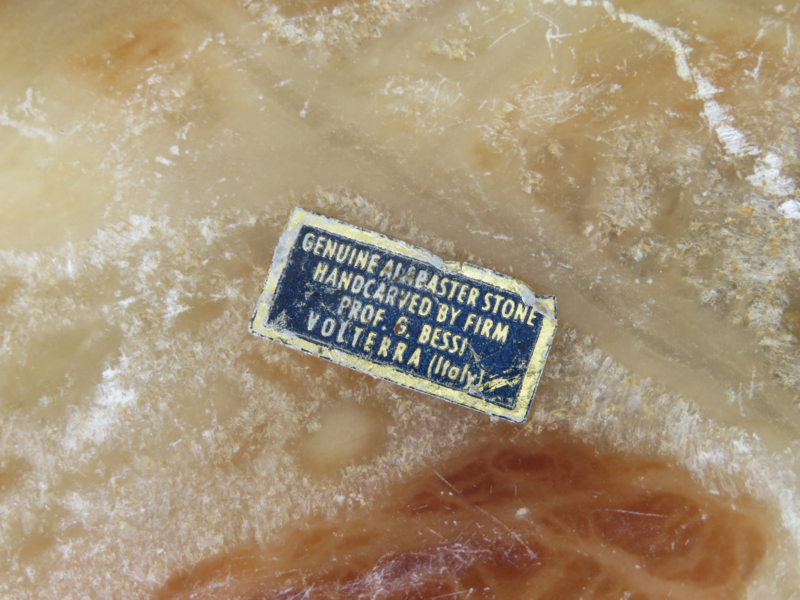 GENUINE ALABASTER STONE
HANDCARVED BY FIRM
PROF. G. BESSI
VOLTERRA (Italy)